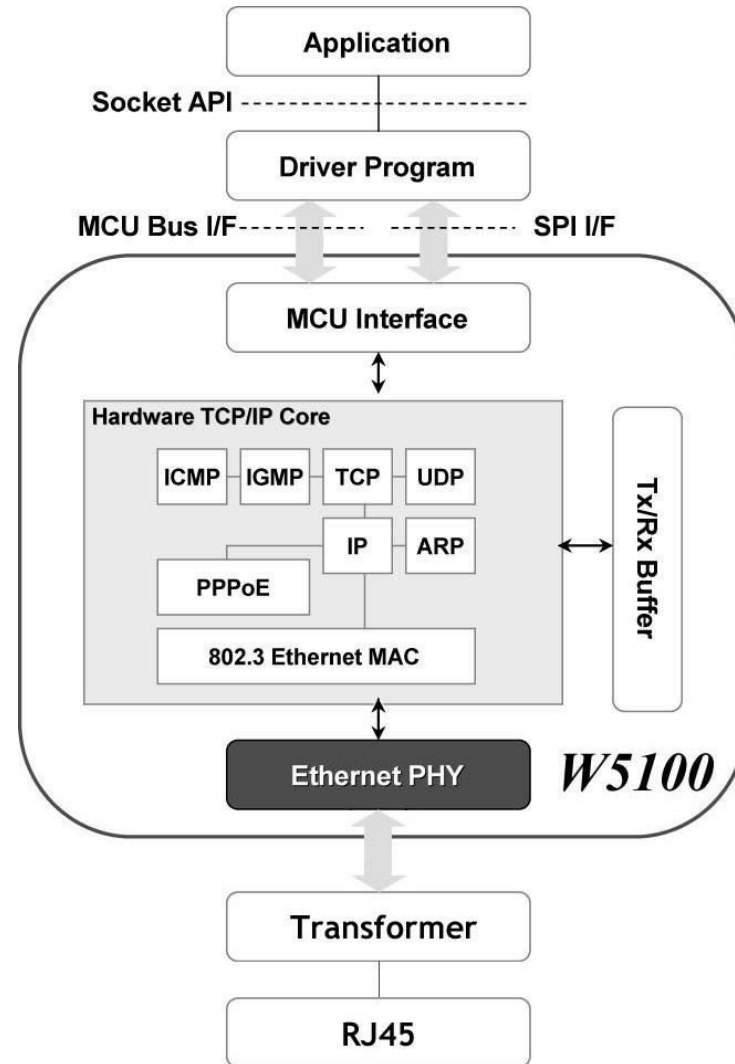 Application
Socket API
Driver Program
MCU Bus I/F
SPI I/F
MCU Interface
Hardware TCP/IP Core
ICMP
IGMP
TCP
UDP
IP
ARP
PPPoE
802.3 Ethernet MAC
Tx/Rx Buffer
Ethernet PHY
W5100
Transformer
RJ45